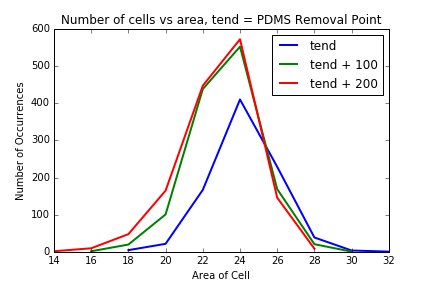 Number of cells vs area, tend = PDMS Removal Point
600
500
400
300
200
100
0
Number of Occurrences
tend
tend + 100
tend + 200
14 16 18 20 22 24 26 28 30 32
Area of Cell